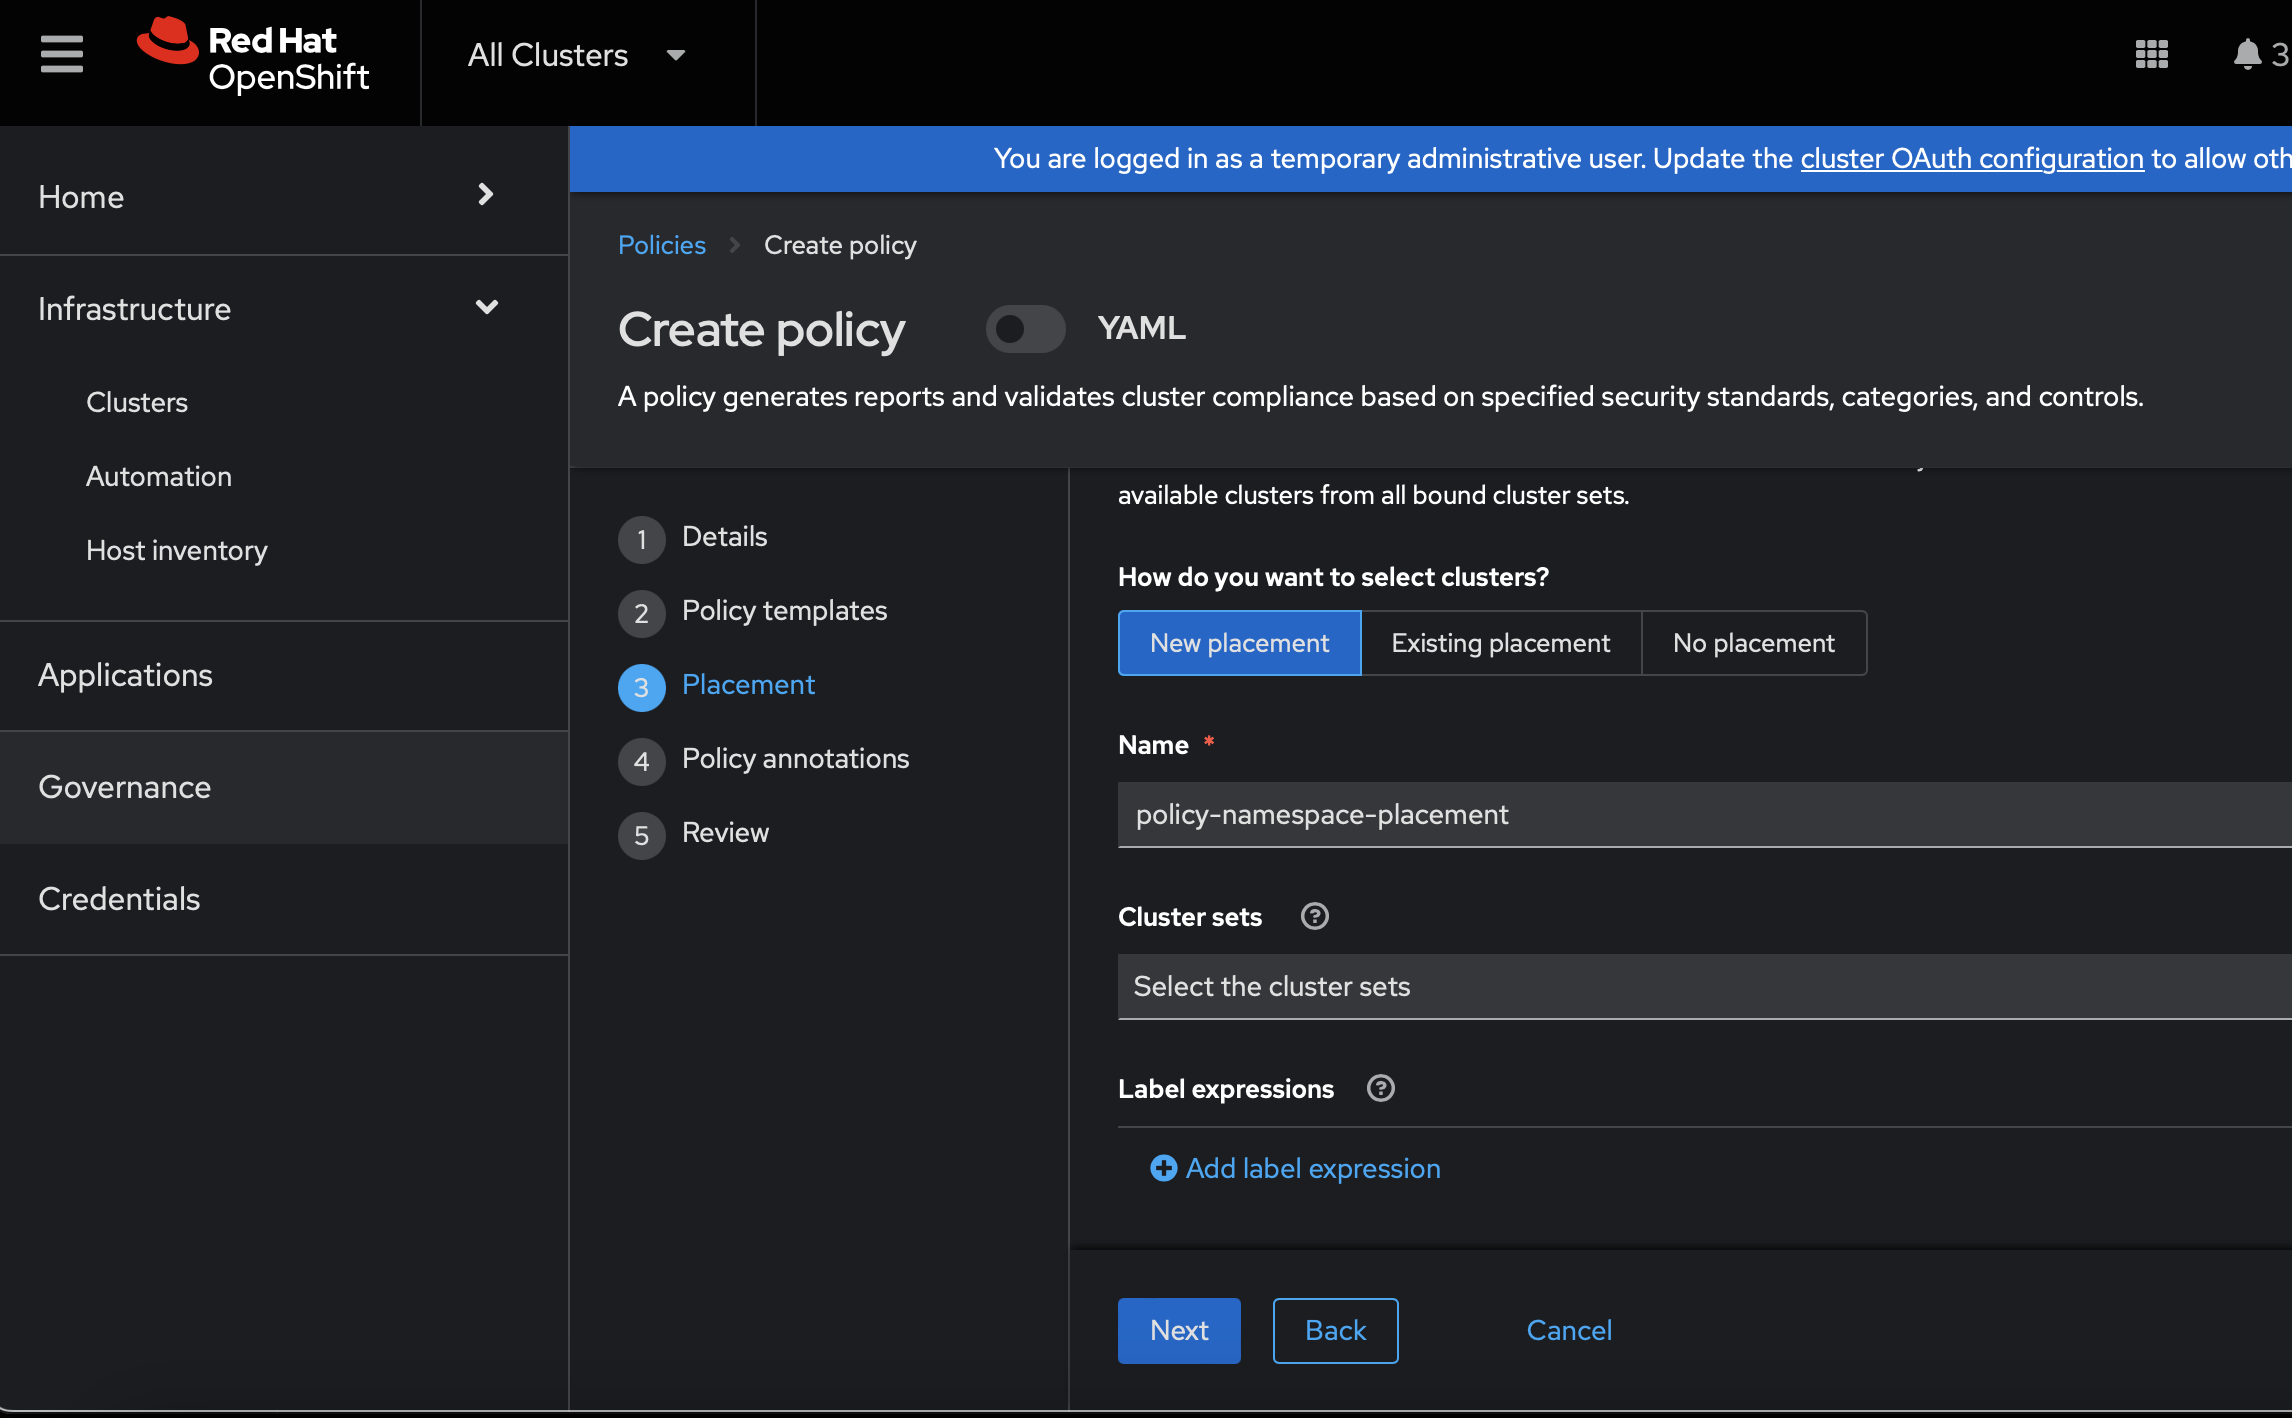 Red Hat
OpenShift
All Clusters
3
You are logged in as a temporary administrative user. Update the cluster OAuth configuration to allow oth
Home
Infrastructure
Clusters
Automation
Host inventory
Applications
Governance
Credentials
Policies
Create policy
Create policy
YAML
A policy generates reports and validates cluster compliance based on specified security standards, categories, and controls.
1 Details
2 Policy templates
3 Placement
4 Policy annotations
5 Review
available clusters from all bound cluster sets.
How do you want to select clusters?
New placement
Existing placement
No placement
Name *
policy-namespace-placement
Cluster sets
Select the cluster sets
Label expressions
Add label expression
Next
Back
Cancel